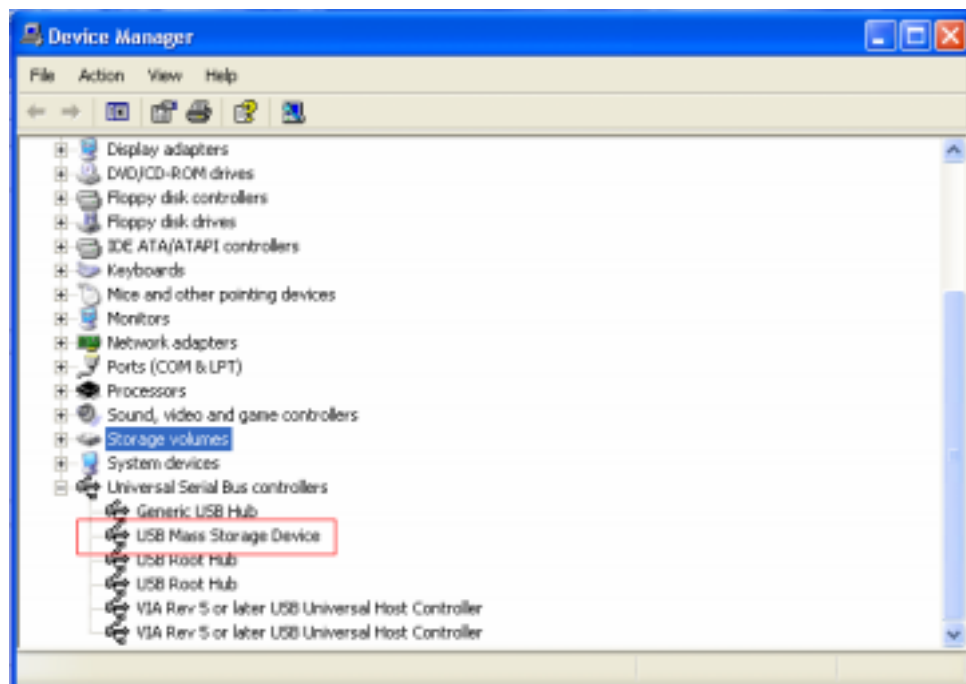 Device Manager
File Action View Help
Display adapters
DVD/CD-ROM drives
Floppy disk controllers
Floppy disk drives
IDE ATA/ATAPI controllers
Keyboards
Mice and other pointing devices
Monitors
Network adapters
Ports (COM & LPT)
Processors
Sound, video and game controllers
Storage volumes
System devices
Universal Serial Bus controllers
Generic USB Hub
USB Mass Storage Device
USB Root Hub
USB Root Hub
VIA Rev 5 or later USB Universal Host Controller
VIA Rev 5 or later USB Universal Host Controller